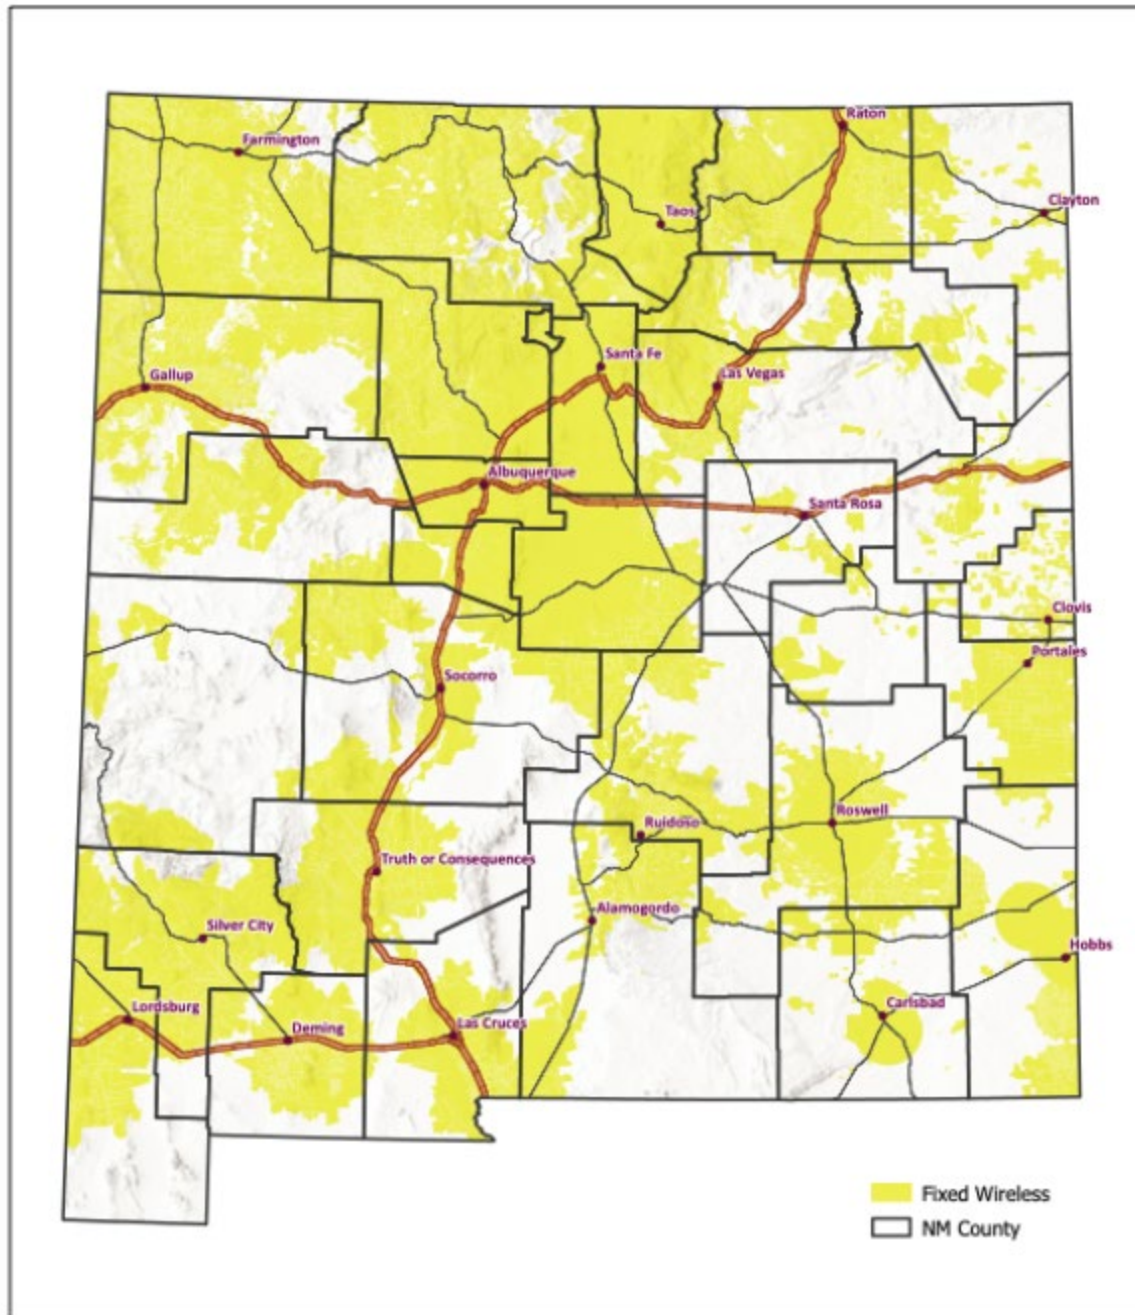 Raton
Farmington
Clayton
Taos
Santa Fe
Gallup
Las Vegas
Albuquerque
Santa Rosa
Clovis
Portales
Socorro
Roswell
Ruidoso
Truth or Consequences
Alamogordo
Silver City
Hobbs
Carlsbad
Lordsburg
Deming
Las Cruces
Fixed Wireless
NM County